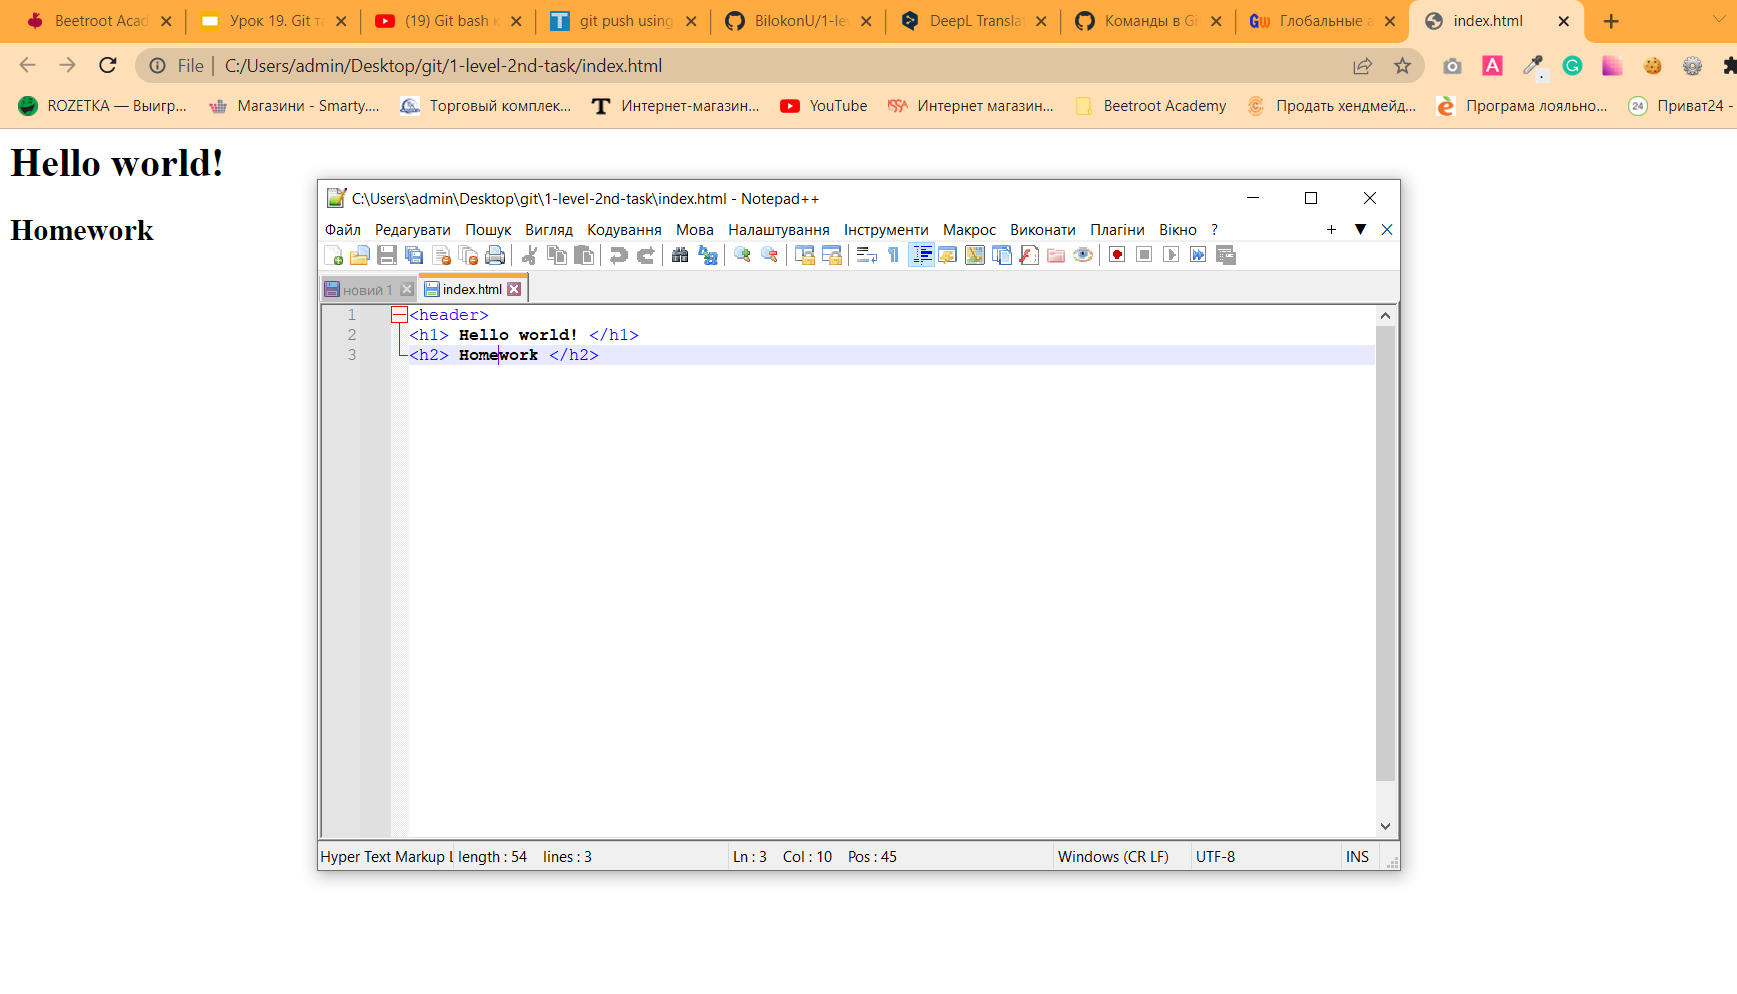 Beetroot Acad
Урок 19. Git та
(19) Git bash к
git push using
BilokonU/1-le
DeepL Translat
Команды в Gi
Глобальные а
index.html
File
C:/Users/admin/Desktop/git/1-level-2nd-task/index.html
ROZETKA — Выигр...
Магазини - Smarty....
Торговый комплек...
Интернет-магазин...
YouTube
Интернет магазин...
Beetroot Academy
Продать хендмейд...
Програма лояльно...
24
Приват24 -
Hello world!
Homework
C:\Users\admin\Desktop\git\1-level-2nd-task\index.html - Notepad++
Файл Редагувати Пошук Вигляд Кодування Мова Налаштування Інструменти Макрос Виконати Плагіни Вікно ?
новий 1
index.html
1 <header>
2 <h1> Hello world! </h1>
3 <h2> Homework </h2>
Hyper Text Markup L length : 54 lines : 3 Ln : 3 Col : 10 Pos : 45 Windows (CR LF) UTF-8 INS